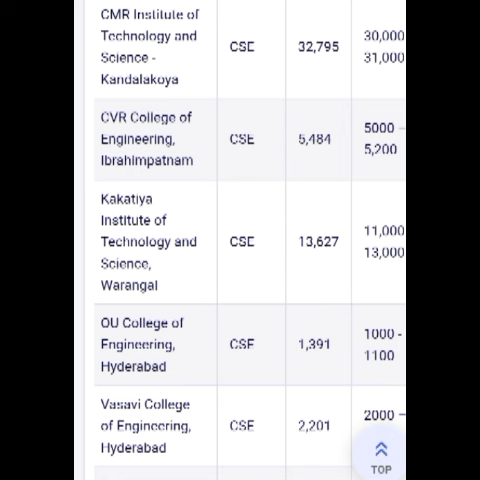 CMR Institute of
Technology and
Science -
Kandalakoya
CSE
32,795
30,000
31,000
CVR College of
Engineering,
Ibrahimpatnam
CSE
5,484
5000 –
5,200
Kakatiya
Institute of
Technology and
Science,
Warangal
CSE
13,627
11,000
13,000
OU College of
Engineering,
Hyderabad
CSE
1,391
1000 -
1100
Vasavi College
of Engineering,
Hyderabad
CSE
2,201
2000 –
TOP